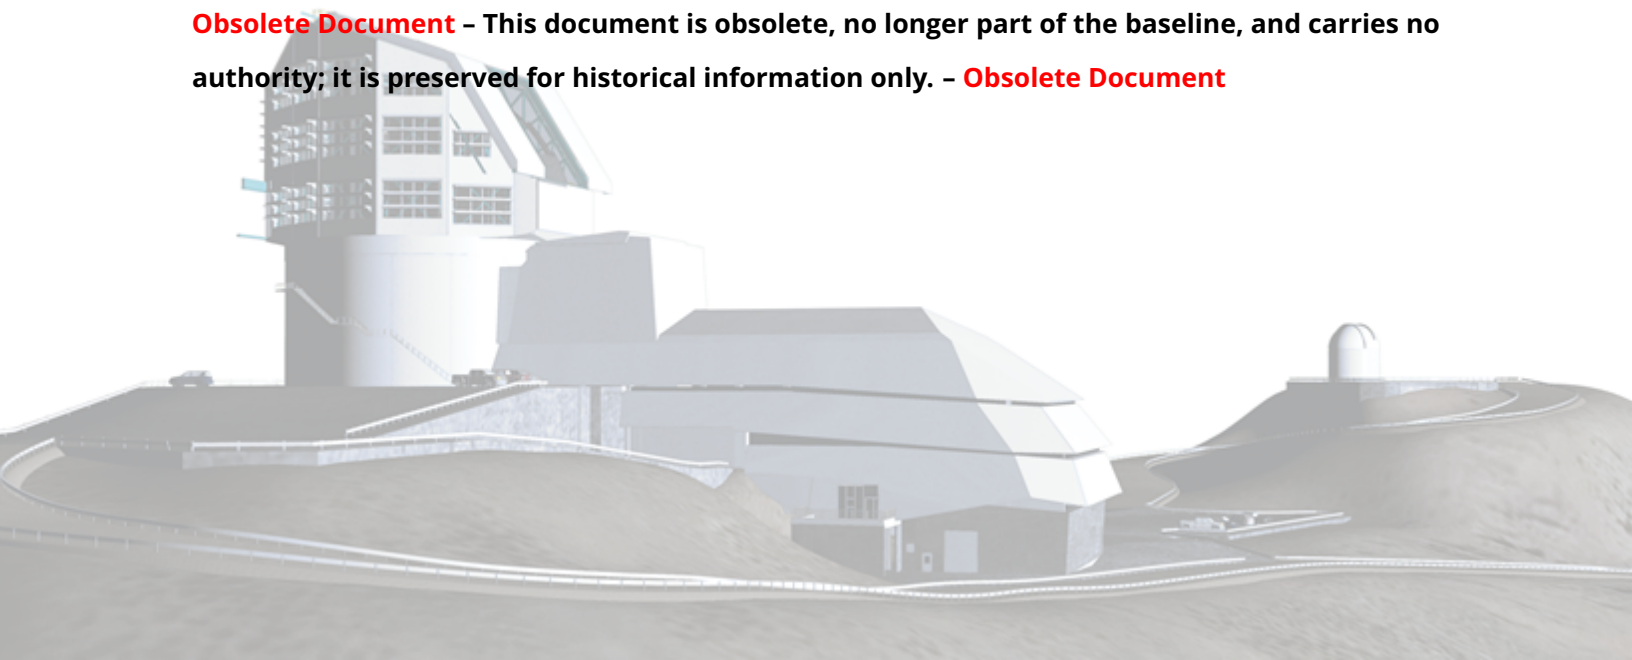 Obsolete Document – This document is obsolete, no longer part of the baseline, and carries no
authority; it is preserved for historical information only. – Obsolete Document